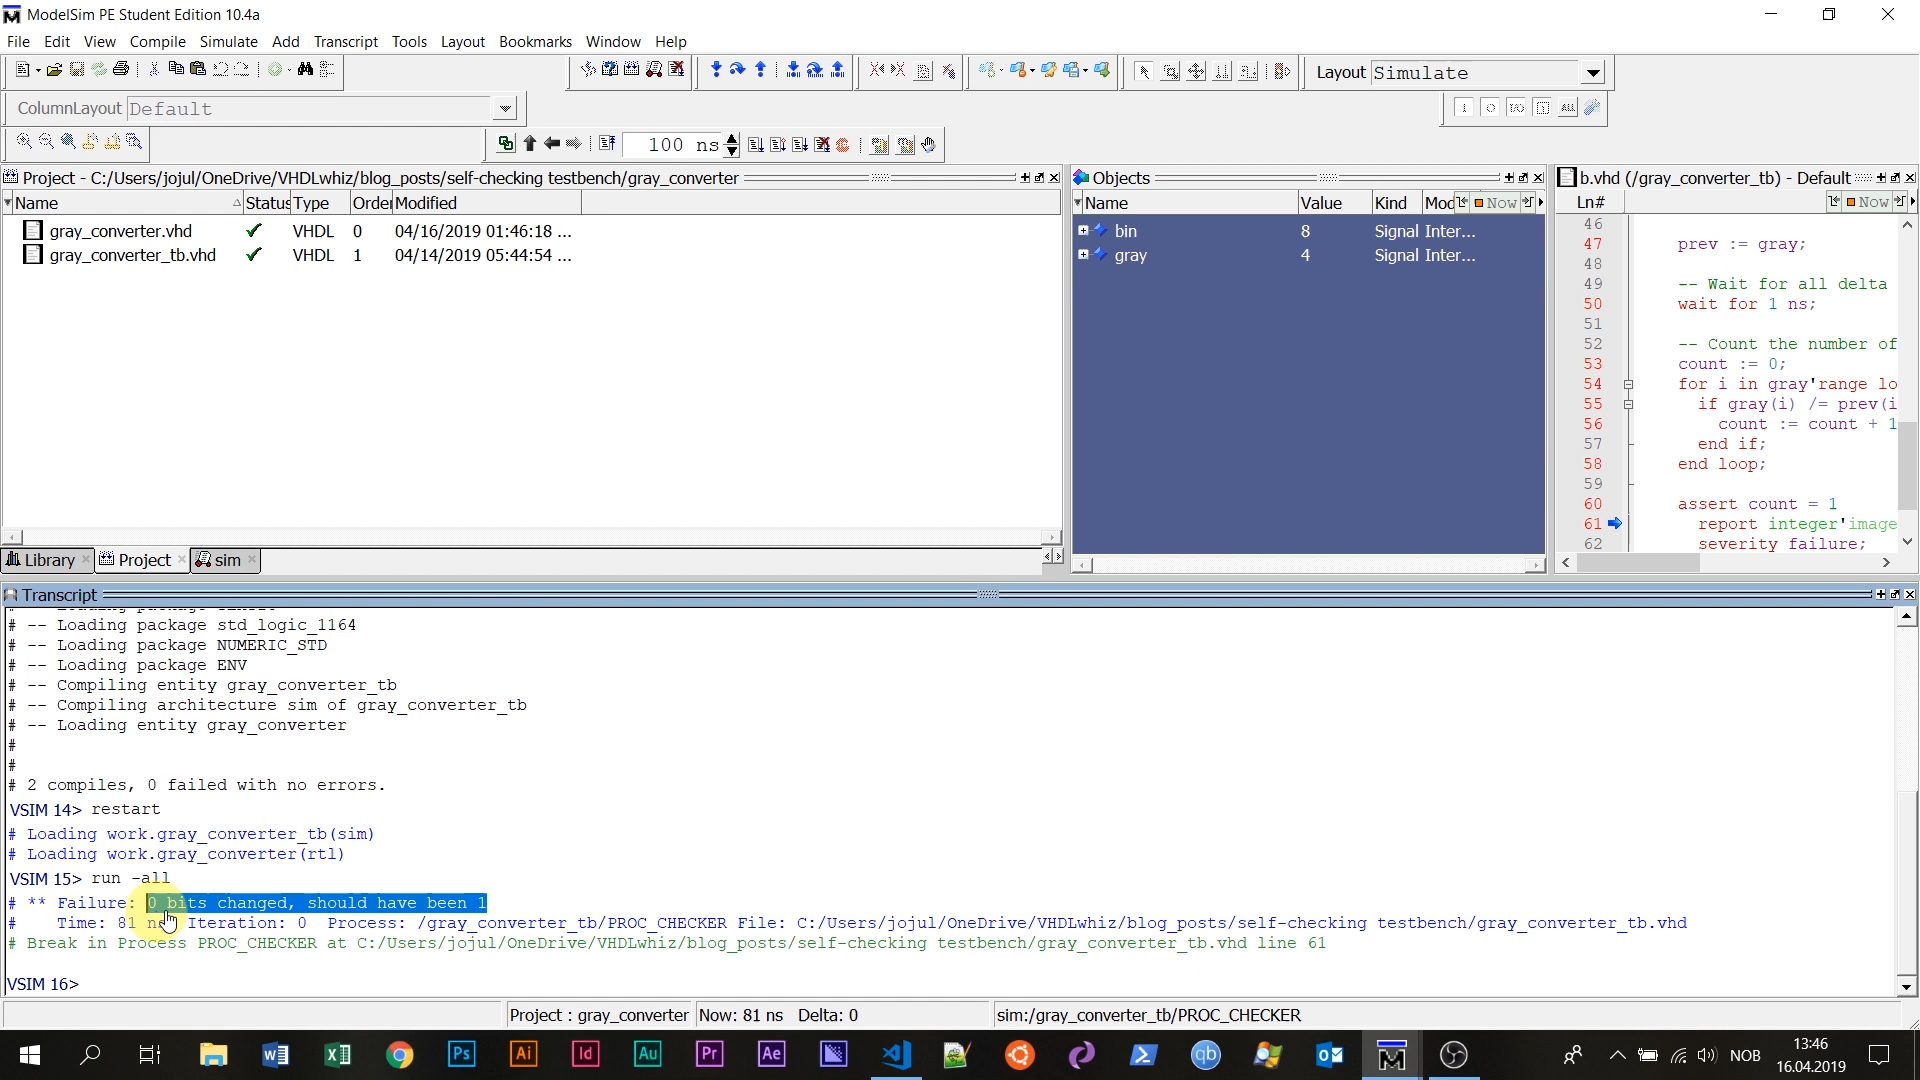 ModelSim PE Student Edition 10.4a
File Edit View Compile Simulate Add Transcript Tools Layout Bookmarks Window Help
Layout Simulate
ColumnLayout Default
100 ns
Project - C:/Users/jojul/OneDrive/VHDLwhiz/blog_posts/self-checking testbench/gray_converter
Name Status Type Order Modified
gray_converter.vhd VHDL 0 04/16/2019 01:46:18 ...
gray_converter_tb.vhd VHDL 1 04/14/2019 05:44:54 ...
Library Project sim
Objects
Name Value Kind Mod Now
bin 8 Signal Inter...
gray 4 Signal Inter...
b.vhd (/gray_converter_tb) - Default
Ln# Now
46
47 prev := gray;
48
49 -- Wait for all delta
50 wait for 1 ns;
51
52 -- Count the number of
53 count := 0;
54 for i in gray'range lo
55 if gray(i) /= prev(i
56 count := count + 1
57 end if;
58 end loop;
59
60 assert count = 1
61 report integer'image
62 severity failure;
Transcript
# -- Loading package std_logic_1164
# -- Loading package NUMERIC_STD
# -- Loading package ENV
# -- Compiling entity gray_converter_tb
# -- Compiling architecture sim of gray_converter_tb
# -- Loading entity gray_converter
#
#
# 2 compiles, 0 failed with no errors.
VSIM 14> restart
# Loading work.gray_converter_tb(sim)
# Loading work.gray_converter(rtl)
VSIM 15> run -all
# ** Failure: 0 bits changed, should have been 1
# Time: 81 ns Iteration: 0 Process: /gray_converter_tb/PROC_CHECKER File: C:/Users/jojul/OneDrive/VHDLwhiz/blog_posts/self-checking testbench/gray_converter_tb.vhd
# Break in Process PROC_CHECKER at C:/Users/jojul/OneDrive/VHDLwhiz/blog_posts/self-checking testbench/gray_converter_tb.vhd line 61
VSIM 16>
Project : gray_converter Now: 81 ns Delta: 0 sim:/gray_converter_tb/PROC_CHECKER
Ps Ai Id Au Pr Ae qb NOB 13:46
16.04.2019